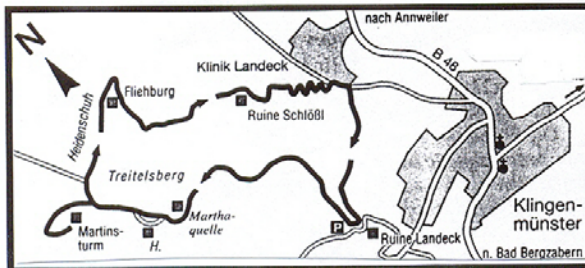 N
nach Annweiler
B 48
Klinik Landeck
Fliehburg
Ruine Schlößl
Heidenschuh
Treitelsberg
Martha-
quelle
Martins-
turm
H.
P
Ruine Landeck
Klingen-
münster
n. Bad Bergzabern